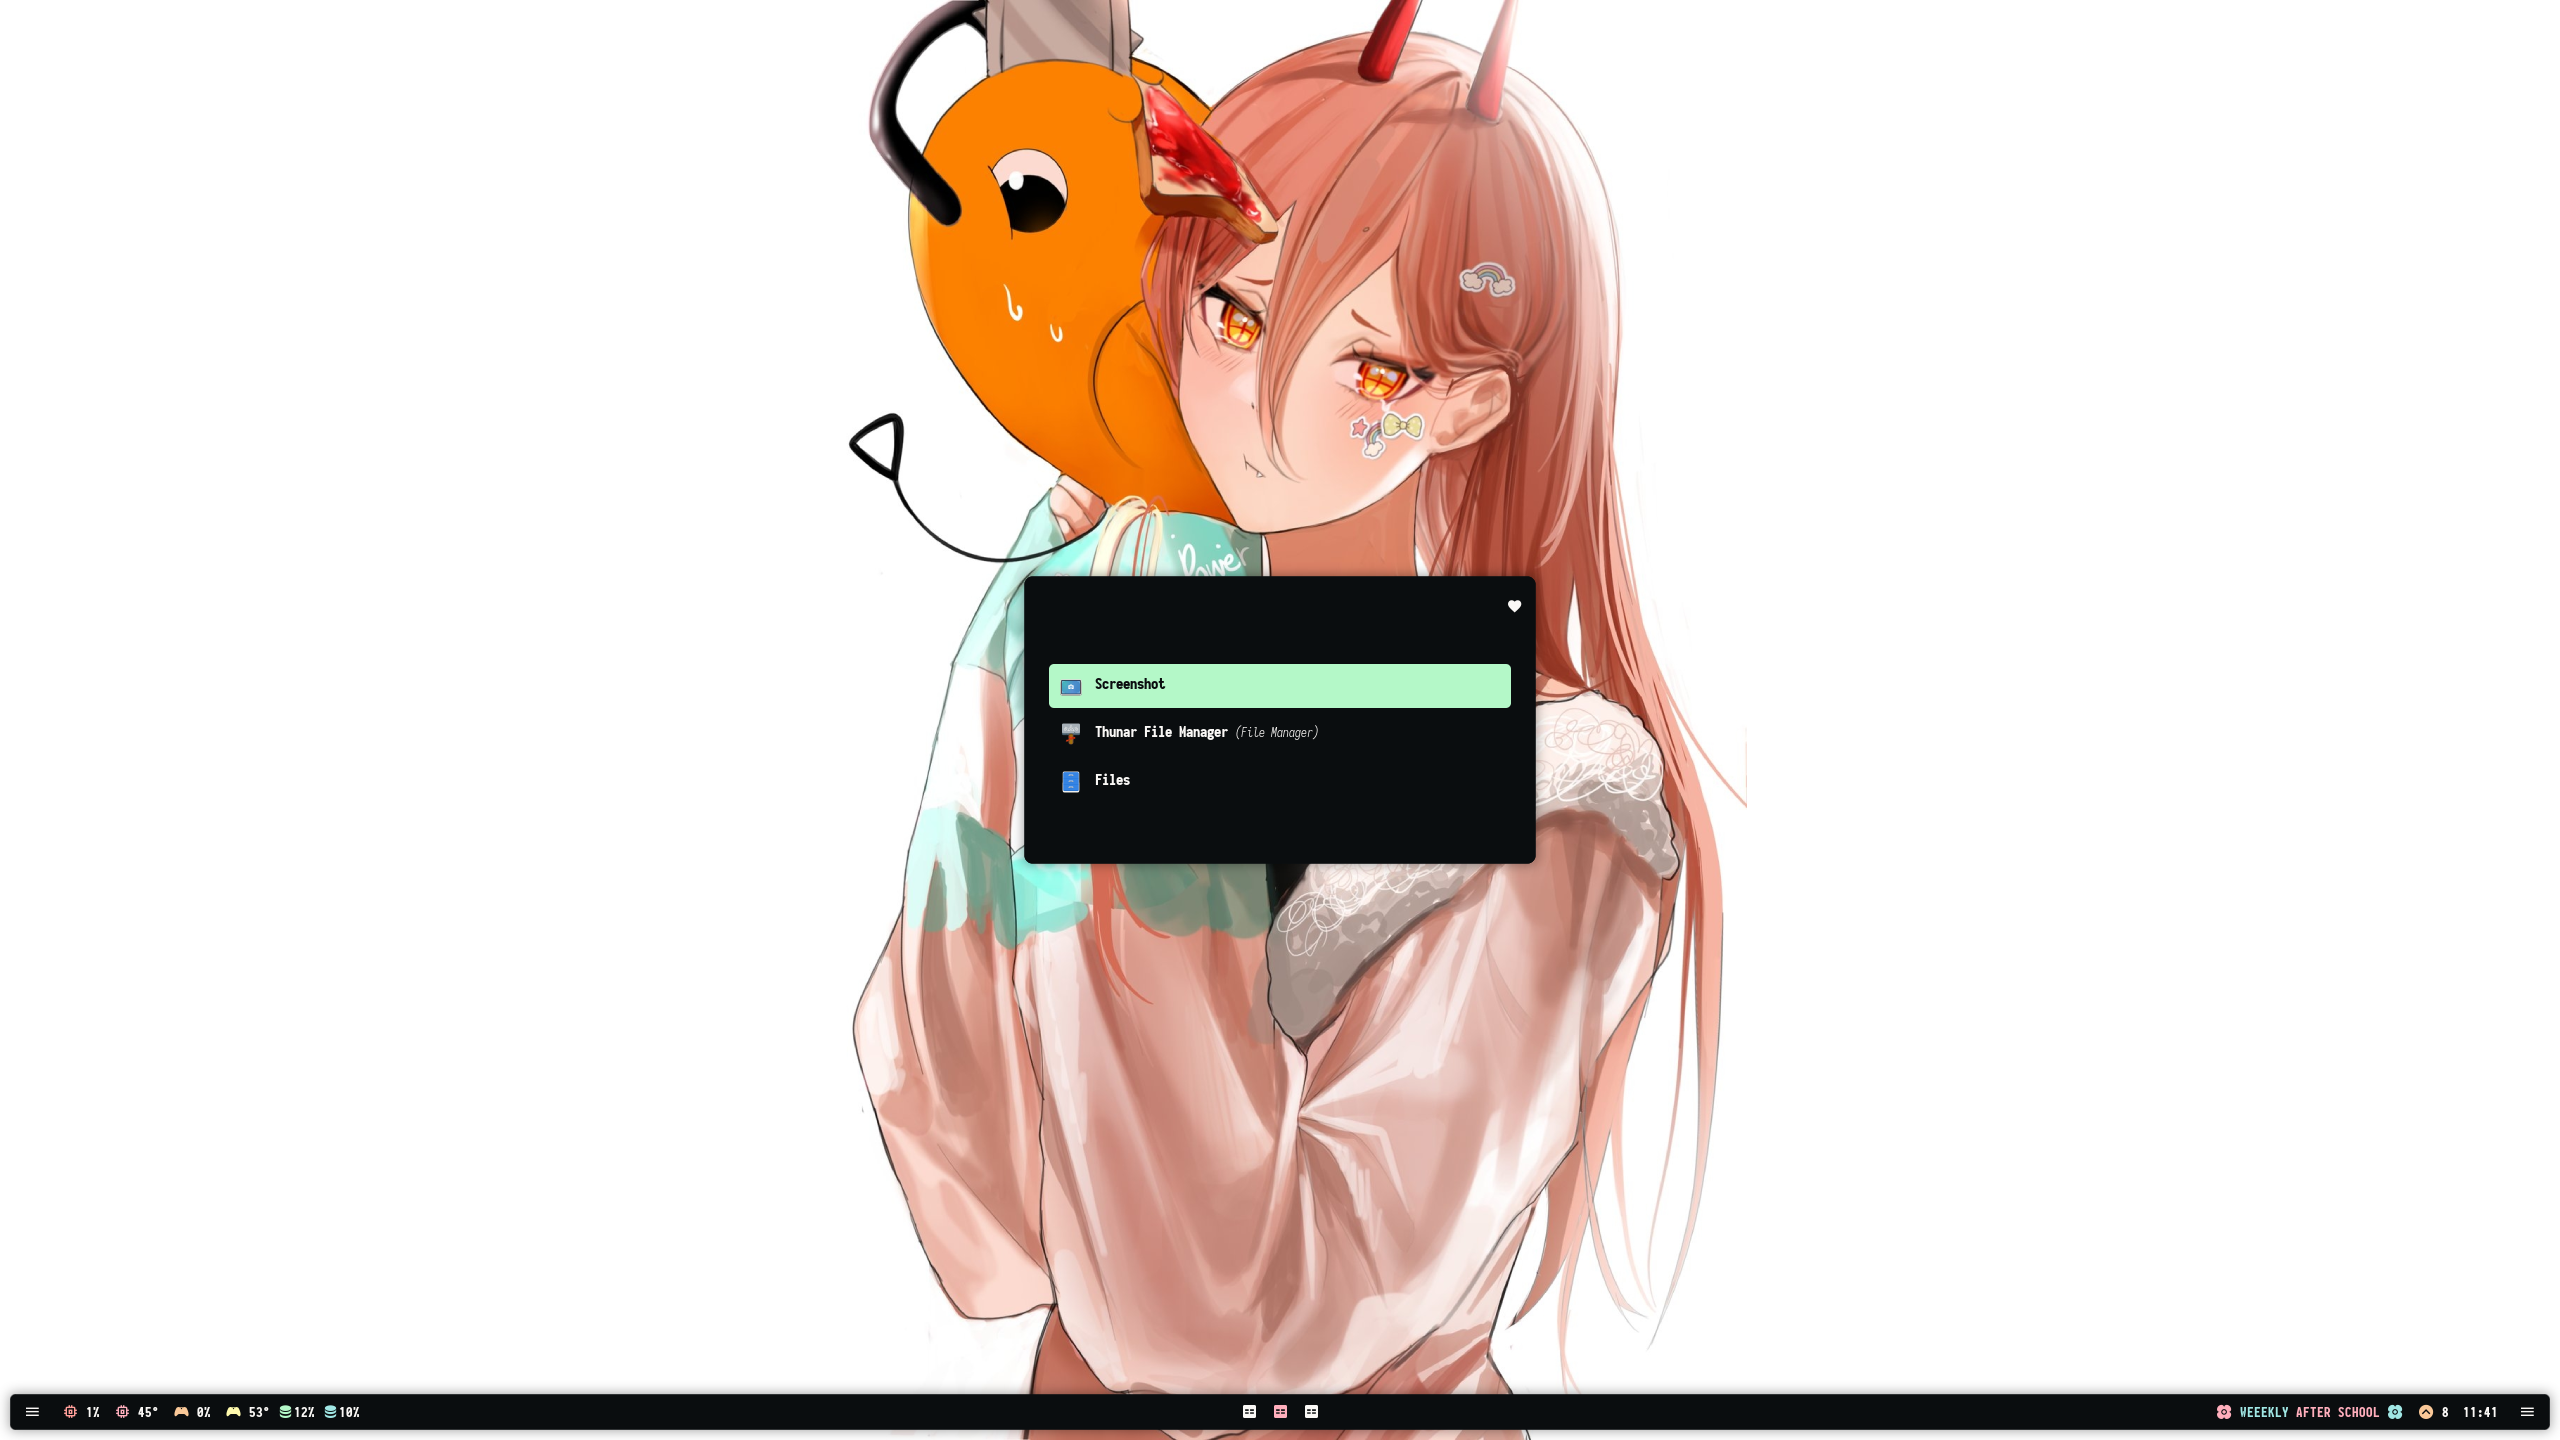 Power
Screenshot
Thunar File Manager (File Manager)
Files
1% 45° 0% 53° 12% 10%
WEEEKLY AFTER SCHOOL 8 11:41